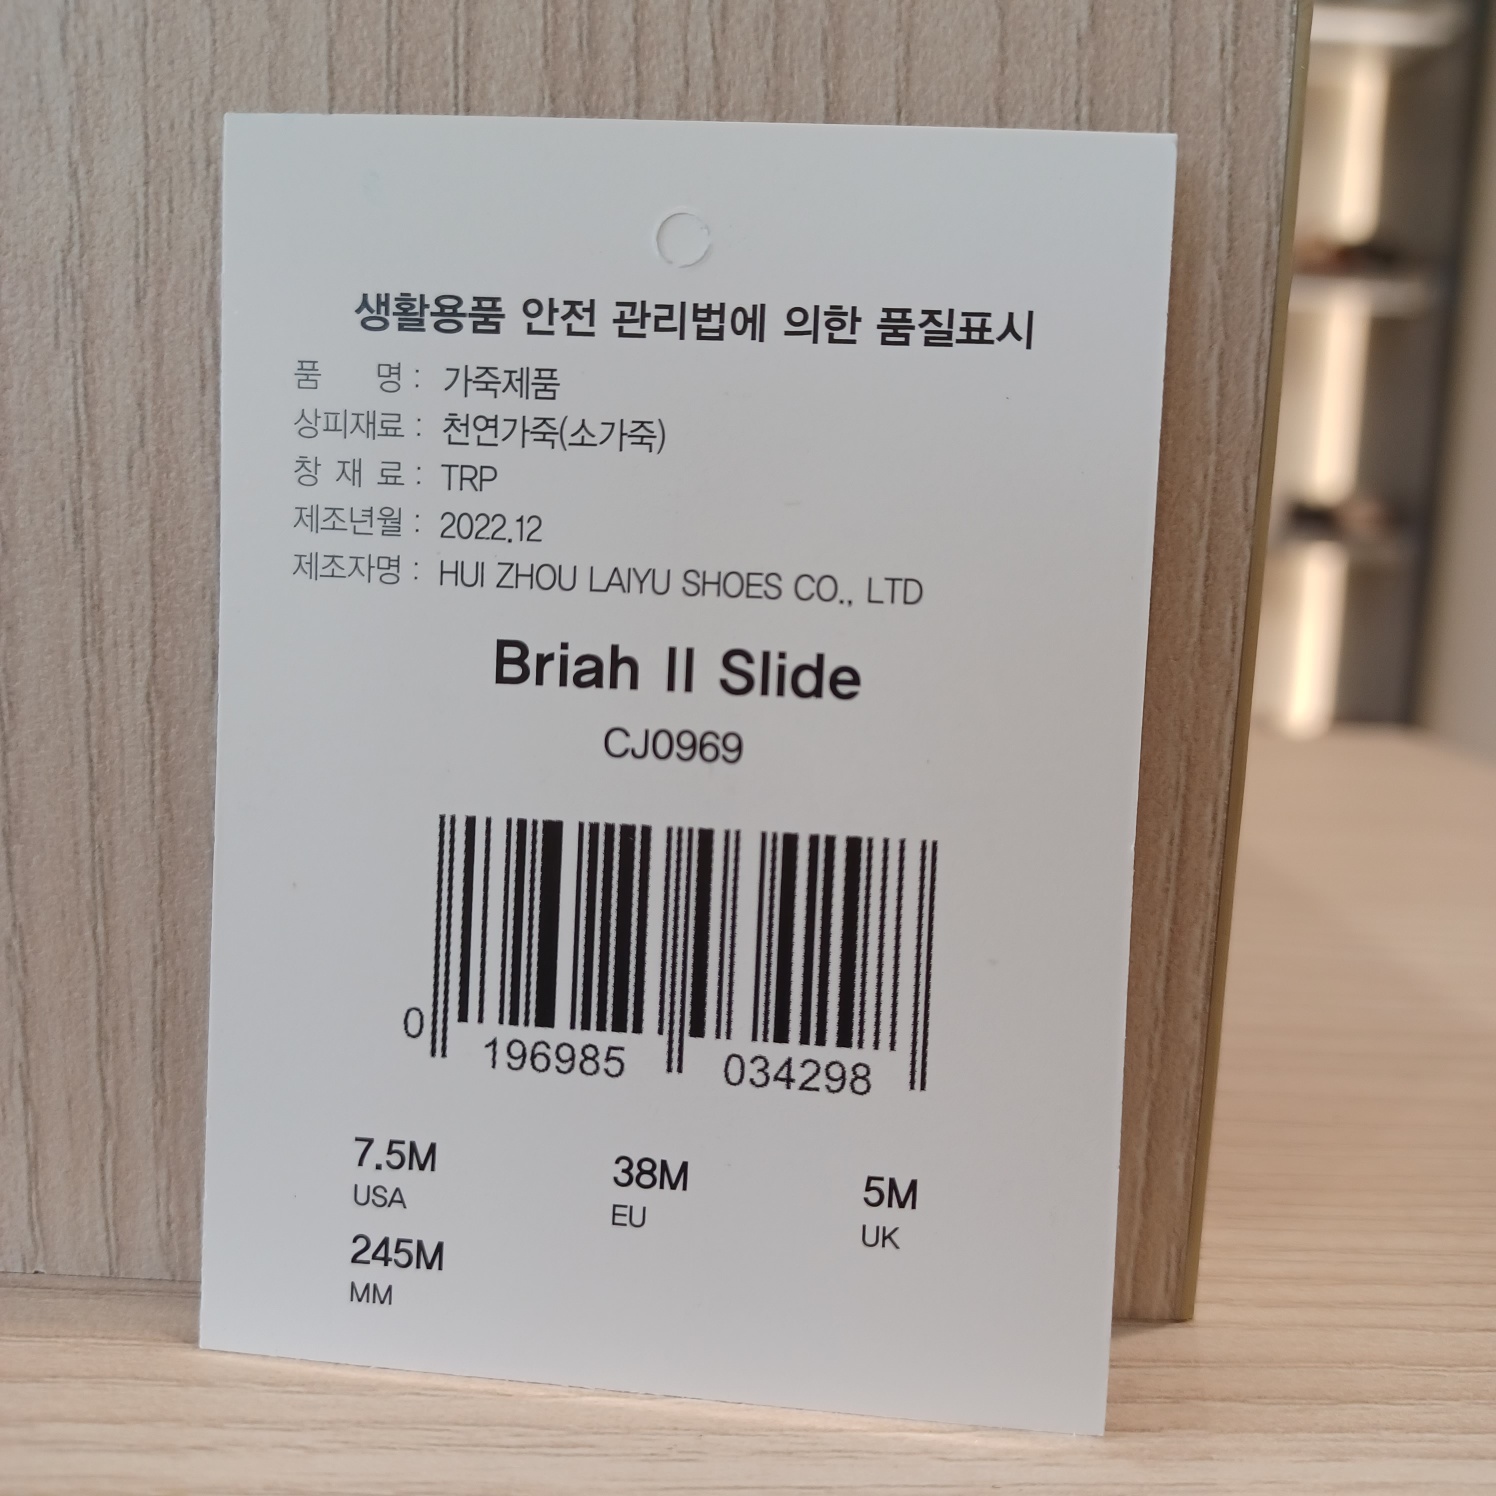 생활용품 안전 관리법에 의한 품질표시
품 명 : 가죽제품
상피재료 : 천연가죽(소가죽)
창 재 료 : TRP
제조년월 : 2022.12
제조자명 : HUI ZHOU LAIYU SHOES CO., LTD
Briah II Slide
CJ0969
0 196985 034298
7.5M 38M 5M
USA EU UK
245M
MM